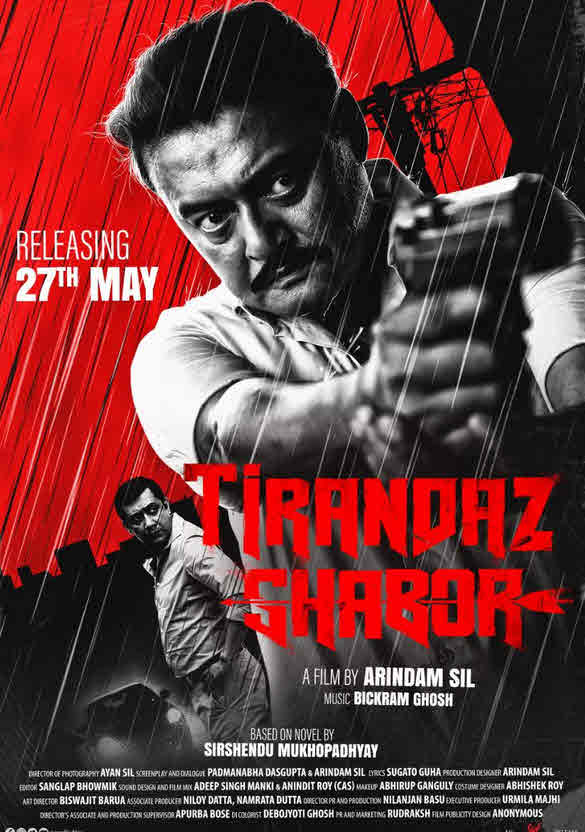 RELEASING
27TH MAY
TIRANDAZ
SHABOR
A FILM BY ARINDAM SIL
MUSIC BICKRAM GHOSH
BASED ON NOVEL BY
SIRSHENDU MUKHOPADHYAY
DIRECTOR OF PHOTOGRAPHY AYAN SIL SCREENPLAY AND DIALOGUE PADMANABHA DASGUPTA & ARINDAM SIL LYRICS SUGATO GUHA PRODUCTION DESIGNER ARINDAM SIL
EDITOR SANGLAP BHOWMIK SOUND DESIGN AND FILM MIX ADEEP SINGH MANKI & ANINDIT ROY (CAS) MAKEUP ABHIRUP GANGULY COSTUME DESIGNER ABHISHEK ROY
ART DIRECTOR BISWAJIT BARUA ASSOCIATE PRODUCER NILOY DATTA, NAMRATA DUTTA DIRECTOR PR AND PRODUCTION NILANJAN BASU EXECUTIVE PRODUCER URMILA MAJHI
DIRECTOR'S ASSOCIATE AND PRODUCTION SUPERVISOR APURBA BOSE DI COLORIST DEBOJYOTI GHOSH PR AND MARKETING RUDRAKSH FILM PUBLICITY DESIGN ANONYMOUS